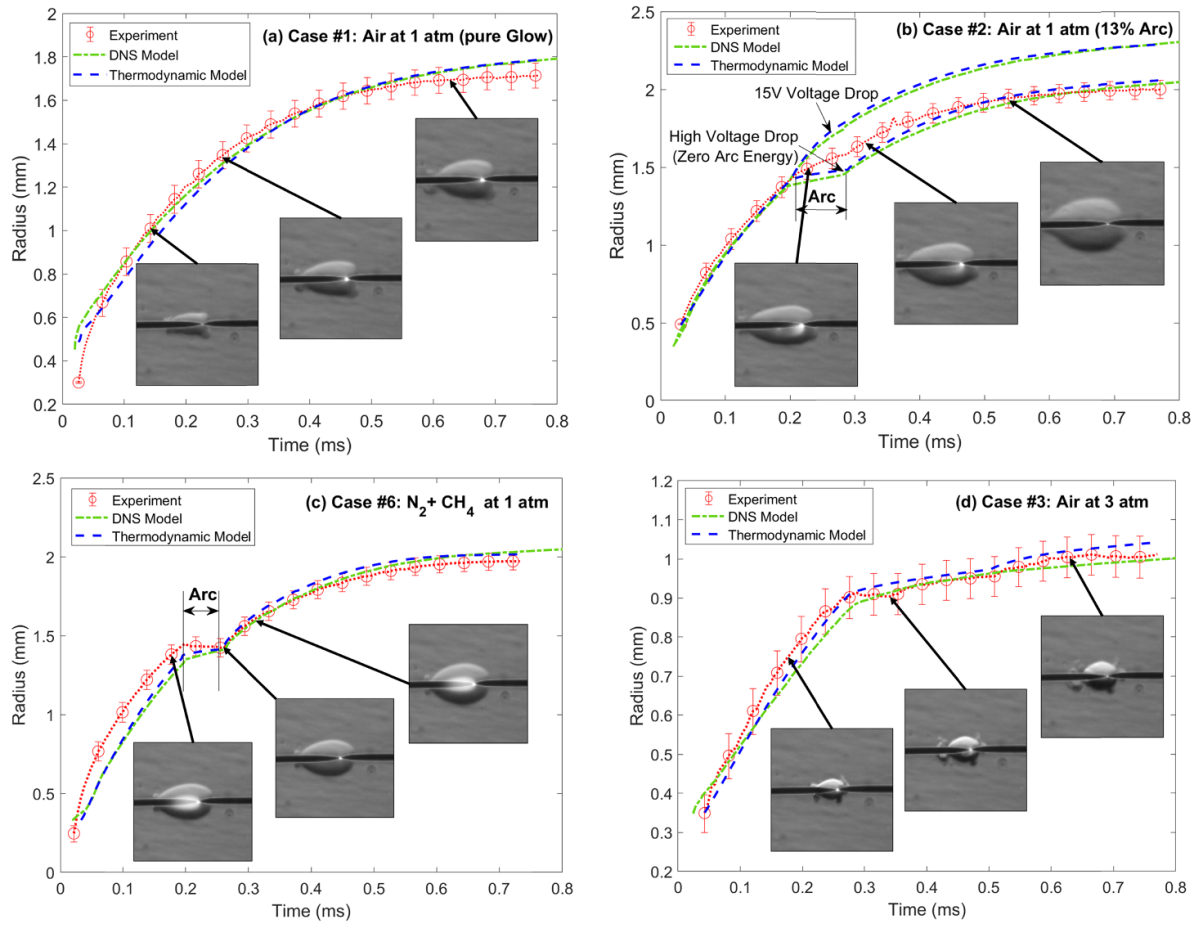 (a) Case #1: Air at 1 atm (pure Glow)
Experiment
DNS Model
Thermodynamic Model
2
1.8
1.6
1.4
1.2
1
0.8
0.6
0.4
0.2
Radius (mm)
0 0.1 0.2 0.3 0.4 0.5 0.6 0.7 0.8
Time (ms)
(b) Case #2: Air at 1 atm (13% Arc)
Experiment
DNS Model
Thermodynamic Model
15V Voltage Drop
High Voltage Drop
(Zero Arc Energy)
Arc
2.5
2
1.5
1
0.5
0
Radius (mm)
0 0.1 0.2 0.3 0.4 0.5 0.6 0.7 0.8
Time (ms)
(c) Case #6: N2+ CH4 at 1 atm
Experiment
DNS Model
Thermodynamic Model
Arc
2.5
2
1.5
1
0.5
0
Radius (mm)
0 0.1 0.2 0.3 0.4 0.5 0.6 0.7 0.8
Time (ms)
(d) Case #3: Air at 3 atm
Experiment
DNS Model
Thermodynamic Model
1.2
1.1
1
0.9
0.8
0.7
0.6
0.5
0.4
0.3
0.2
Radius (mm)
0 0.1 0.2 0.3 0.4 0.5 0.6 0.7 0.8
Time (ms)